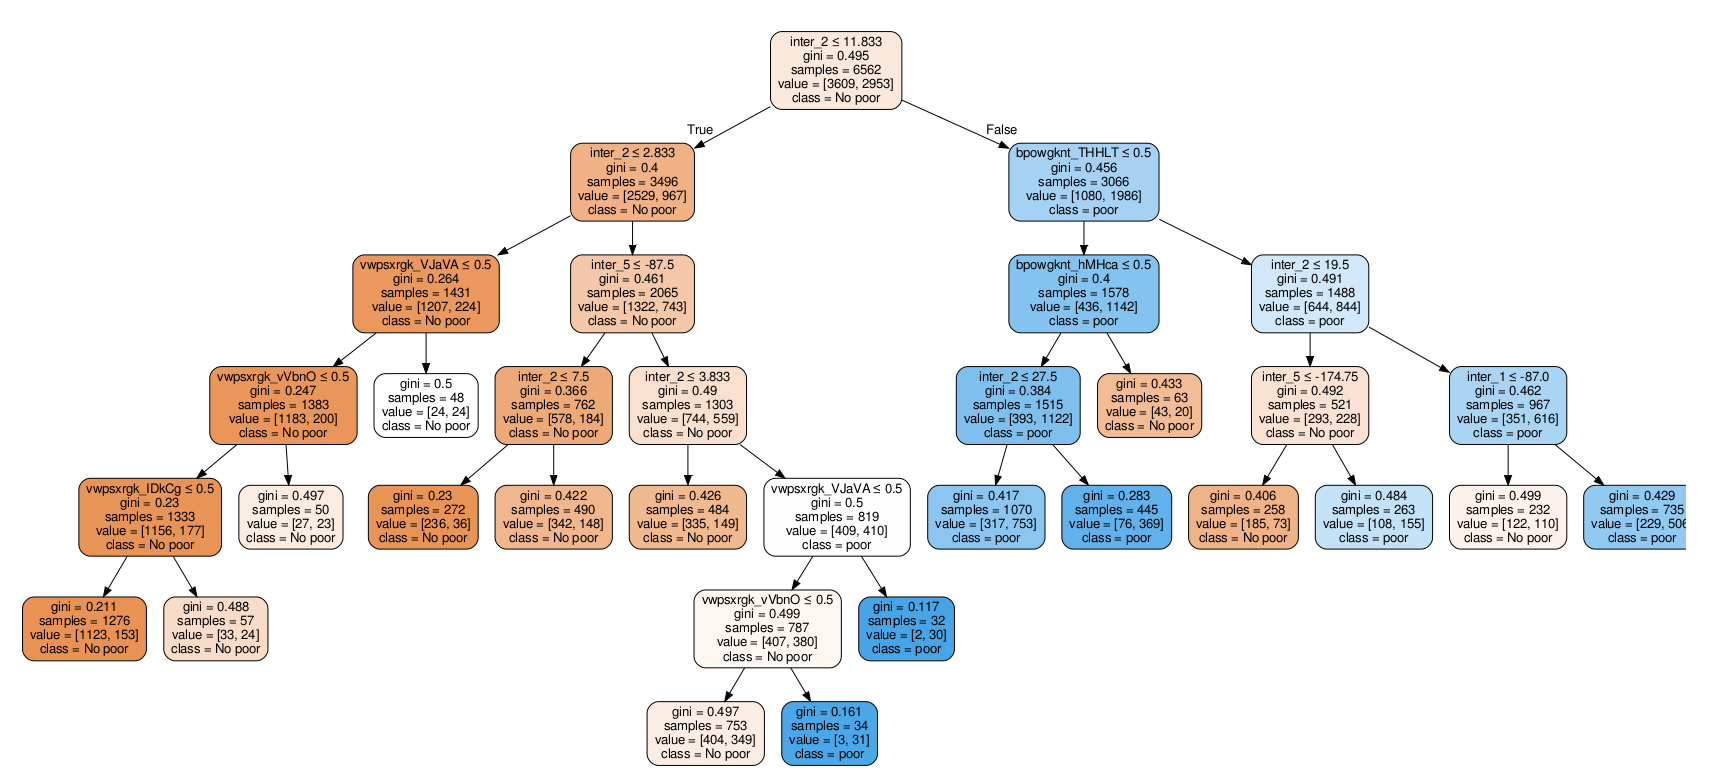 inter_2 ≤ 11.833
gini = 0.495
samples = 6562
value = [3609, 2953]
class = No poor
True
False
inter_2 ≤ 2.833
gini = 0.4
samples = 3496
value = [2529, 967]
class = No poor
bpowgknt_THHLT ≤ 0.5
gini = 0.456
samples = 3066
value = [1080, 1986]
class = poor
vwpsxrgk_VJaVA ≤ 0.5
gini = 0.264
samples = 1431
value = [1207, 224]
class = No poor
inter_5 ≤ -87.5
gini = 0.461
samples = 2065
value = [1322, 743]
class = No poor
bpowgknt_hMHca ≤ 0.5
gini = 0.4
samples = 1578
value = [436, 1142]
class = poor
inter_2 ≤ 19.5
gini = 0.491
samples = 1488
value = [644, 844]
class = poor
vwpsxrgk_vVbnO ≤ 0.5
gini = 0.247
samples = 1383
value = [1183, 200]
class = No poor
gini = 0.5
samples = 48
value = [24, 24]
class = No poor
inter_2 ≤ 7.5
gini = 0.366
samples = 762
value = [578, 184]
class = No poor
inter_2 ≤ 3.833
gini = 0.49
samples = 1303
value = [744, 559]
class = No poor
inter_2 ≤ 27.5
gini = 0.384
samples = 1515
value = [393, 1122]
class = poor
gini = 0.433
samples = 63
value = [43, 20]
class = No poor
inter_5 ≤ -174.75
gini = 0.492
samples = 521
value = [293, 228]
class = No poor
inter_1 ≤ -87.0
gini = 0.462
samples = 967
value = [351, 616]
class = poor
vwpsxrgk_IDkCg ≤ 0.5
gini = 0.23
samples = 1333
value = [1156, 177]
class = No poor
gini = 0.497
samples = 50
value = [27, 23]
class = No poor
gini = 0.23
samples = 272
value = [236, 36]
class = No poor
gini = 0.422
samples = 490
value = [342, 148]
class = No poor
gini = 0.426
samples = 484
value = [335, 149]
class = No poor
vwpsxrgk_VJaVA ≤ 0.5
gini = 0.5
samples = 819
value = [409, 410]
class = poor
gini = 0.417
samples = 1070
value = [317, 753]
class = poor
gini = 0.283
samples = 445
value = [76, 369]
class = poor
gini = 0.406
samples = 258
value = [185, 73]
class = No poor
gini = 0.484
samples = 263
value = [108, 155]
class = poor
gini = 0.499
samples = 232
value = [122, 110]
class = No poor
gini = 0.429
samples = 735
value = [229, 506
class = poor
gini = 0.211
samples = 1276
value = [1123, 153]
class = No poor
gini = 0.488
samples = 57
value = [33, 24]
class = No poor
vwpsxrgk_vVbnO ≤ 0.5
gini = 0.499
samples = 787
value = [407, 380]
class = No poor
gini = 0.117
samples = 32
value = [2, 30]
class = poor
gini = 0.497
samples = 753
value = [404, 349]
class = No poor
gini = 0.161
samples = 34
value = [3, 31]
class = poor